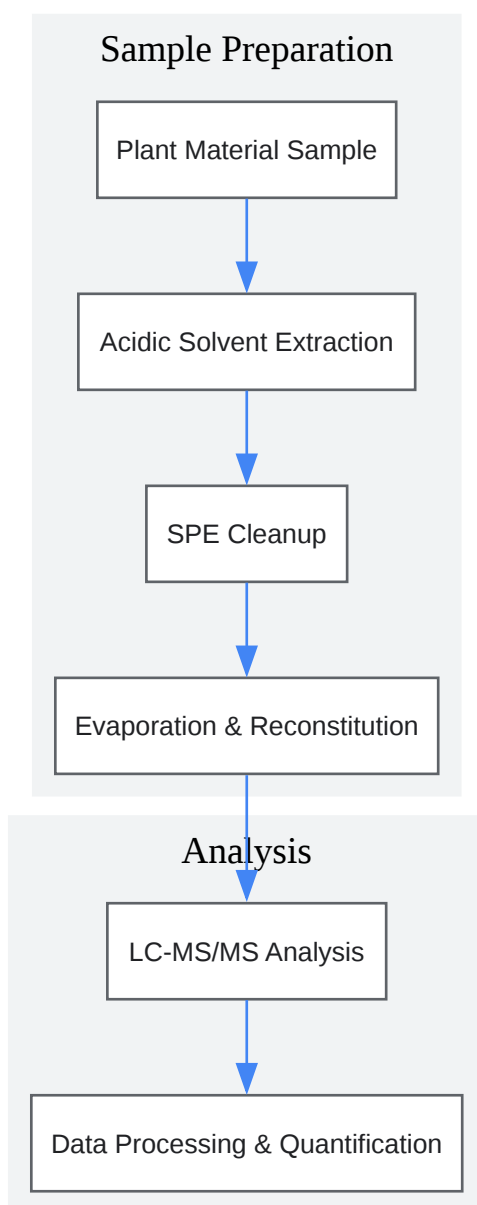 Sample Preparation
Plant Material Sample
Acidic Solvent Extraction
SPE Cleanup
Evaporation & Reconstitution
Analysis
LC-MS/MS Analysis
Data Processing & Quantification